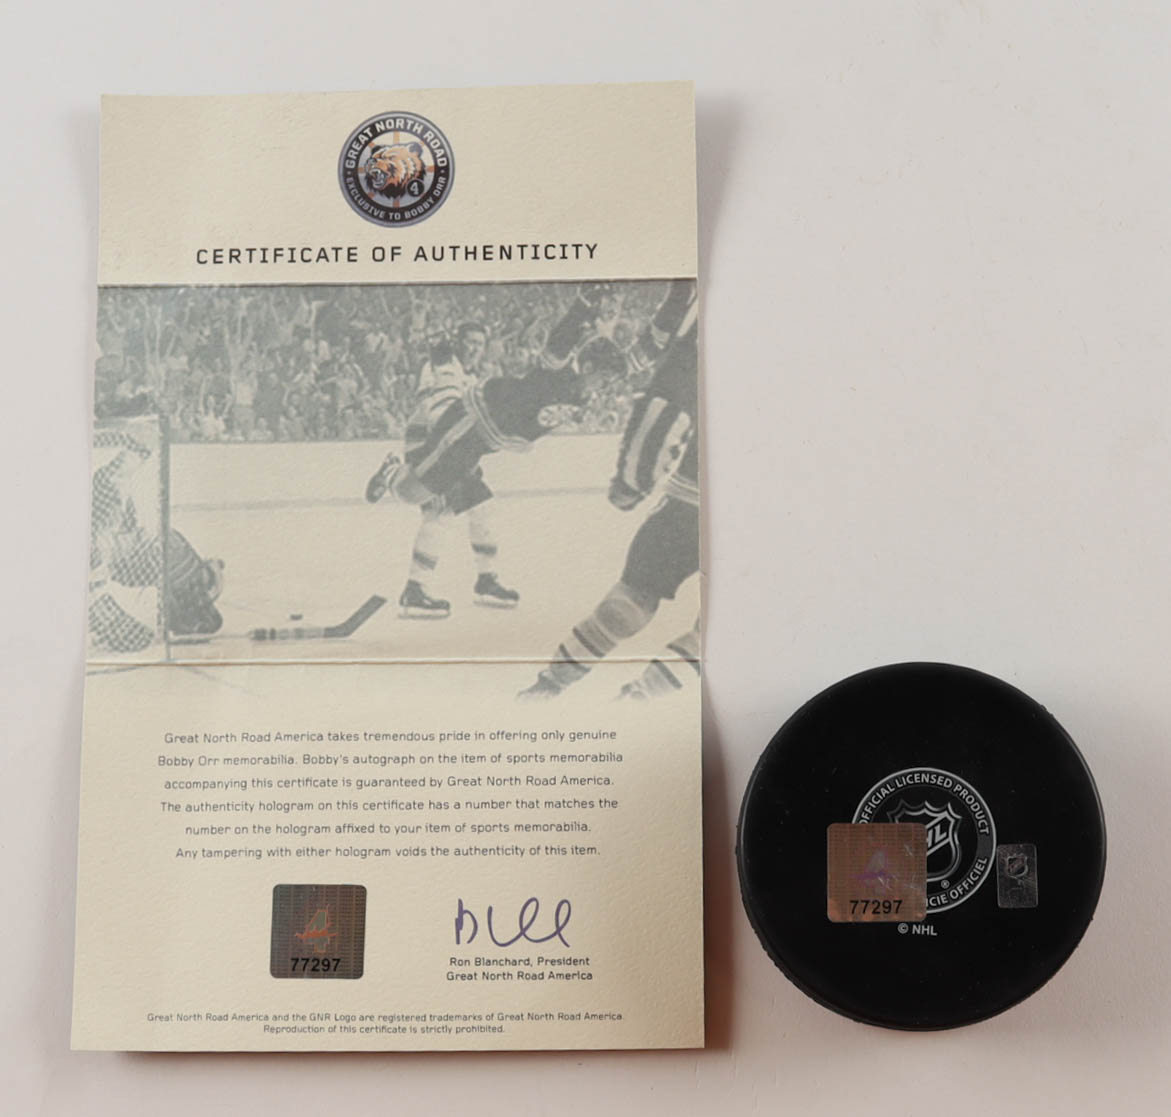 GREAT NORTH ROAD
EXCLUSIVE TO BOBBY ORR
4
CERTIFICATE OF AUTHENTICITY
Great North Road America takes tremendous pride in offering only genuine
Bobby Orr memorabilia. Bobby's autograph on the item of sports memorabilia
accompanying this certificate is guaranteed by Great North Road America.
The authenticity hologram on this certificate has a number that matches the
number on the hologram affixed to your item of sports memorabilia.
Any tampering with either hologram voids the authenticity of this item.
4
77297
Ron Blanchard, President
Great North Road America
Great North Road America and the GNR Logo are registered trademarks of Great North Road America.
Reproduction of this certificate is strictly prohibited.
OFFICIAL LICENSED PRODUCT
NHL
®
CIE OFFICIEL
4
77297
© NHL